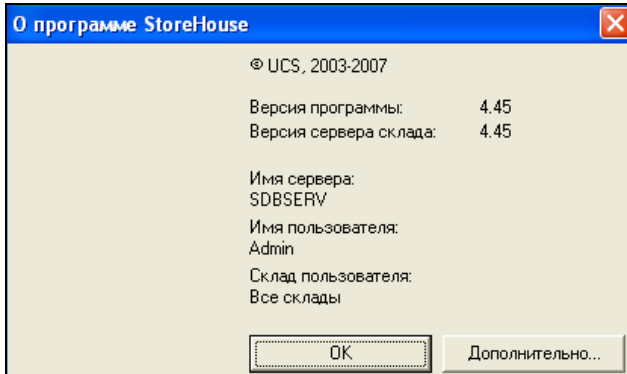 О программе StoreHouse
© UCS, 2003-2007
Версия программы: 4.45
Версия сервера склада: 4.45
Имя сервера:
SDBSERV
Имя пользователя:
Admin
Склад пользователя:
Все склады
OK Дополнительно...